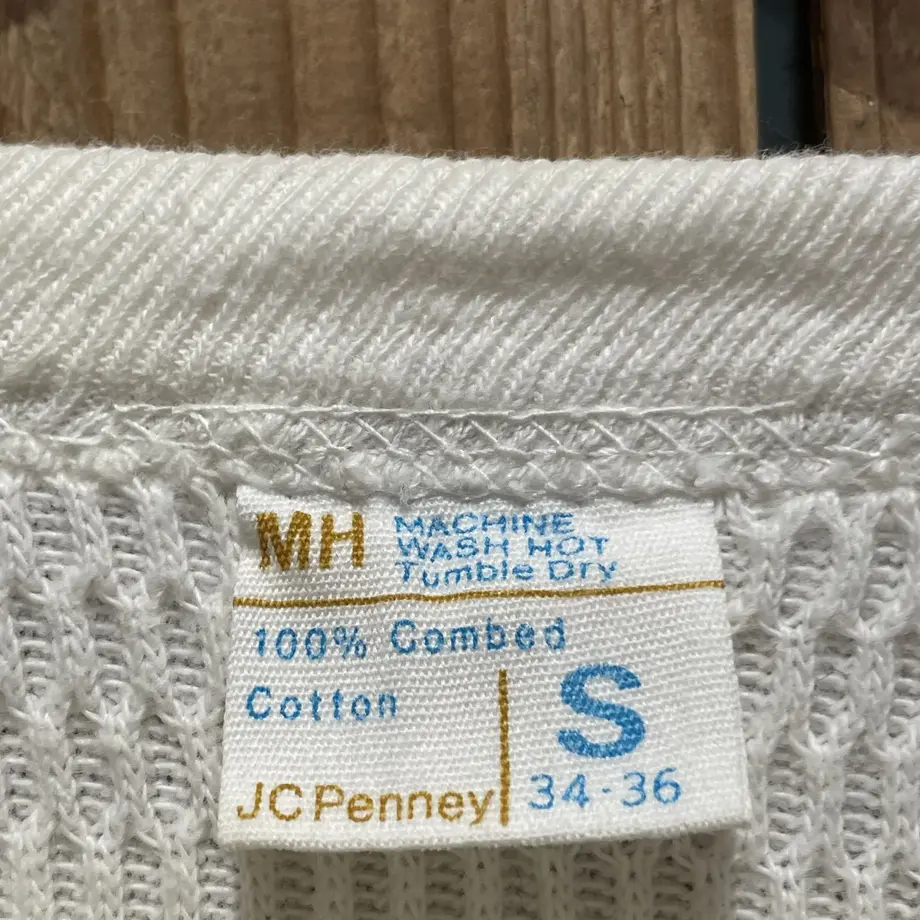 MH
MACHINE
WASH HOT
Tumble Dry
100% Combed
Cotton
S
34-36
JCPenney